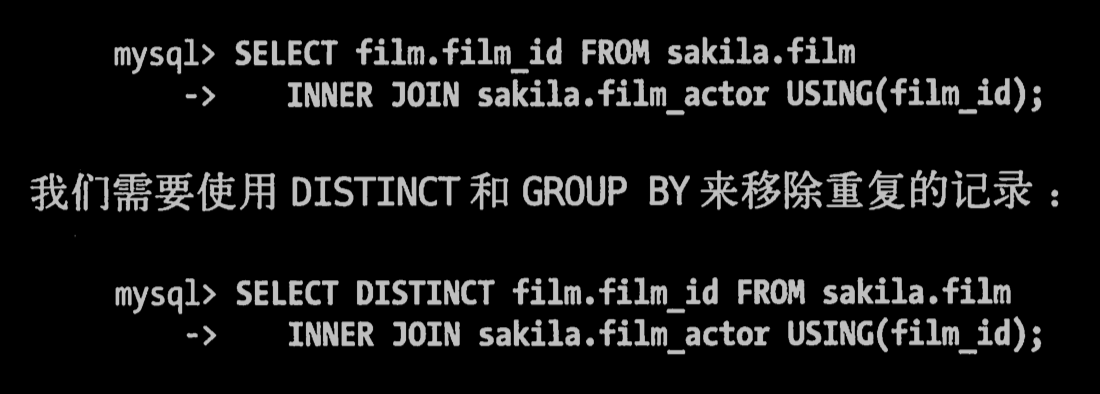 mysql> SELECT film.film_id FROM sakila.film
-> INNER JOIN sakila.film_actor USING(film_id);
我们需要使用 DISTINCT 和 GROUP BY 来移除重复的记录：
mysql> SELECT DISTINCT film.film_id FROM sakila.film
-> INNER JOIN sakila.film_actor USING(film_id);